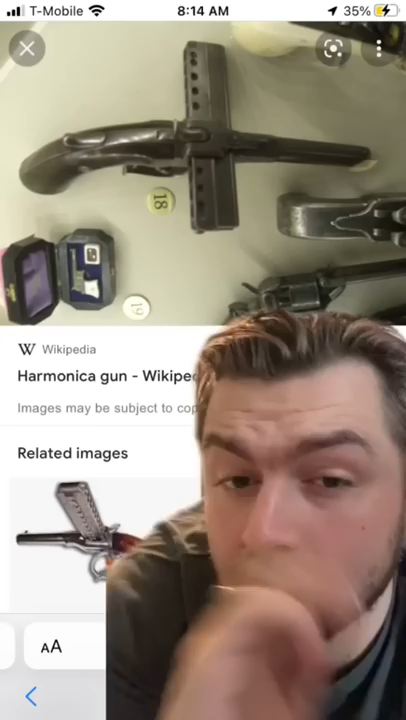 T-Mobile
8:14 AM
35%
18
19
W Wikipedia
Harmonica gun - Wikipe
Images may be subject to cop
Related images
AA